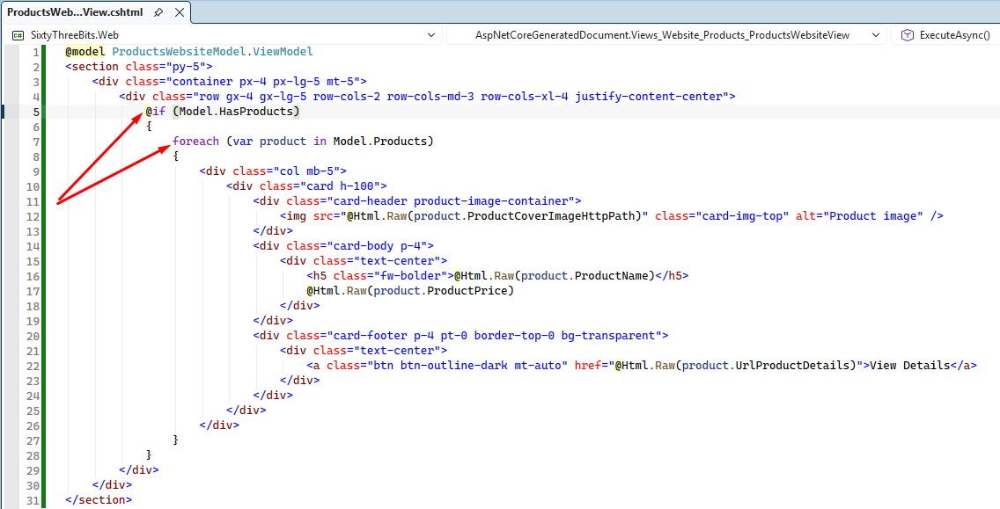 ProductsWeb...View.cshtml
SixtyThreeBits.Web AspNetCoreGeneratedDocument.Views_Website_Products_ProductsWebsiteView ExecuteAsync()
1 @model ProductsWebsiteModel.ViewModel
2 <section class="py-5">
3 <div class="container px-4 px-lg-5 mt-5">
4 <div class="row gx-4 gx-lg-5 row-cols-2 row-cols-md-3 row-cols-xl-4 justify-content-center">
5 @if (Model.HasProducts)
6 {
7 foreach (var product in Model.Products)
8 {
9 <div class="col mb-5">
10 <div class="card h-100">
11 <div class="card-header product-image-container">
12 <img src="@Html.Raw(product.ProductCoverImageHttpPath)" class="card-img-top" alt="Product image" />
13 </div>
14 <div class="card-body p-4">
15 <div class="text-center">
16 <h5 class="fw-bolder">@Html.Raw(product.ProductName)</h5>
17 @Html.Raw(product.ProductPrice)
18 </div>
19 </div>
20 <div class="card-footer p-4 pt-0 border-top-0 bg-transparent">
21 <div class="text-center">
22 <a class="btn btn-outline-dark mt-auto" href="@Html.Raw(product.UrlProductDetails)">View Details</a>
23 </div>
24 </div>
25 </div>
26 </div>
27 }
28 }
29 </div>
30 </div>
31 </section>